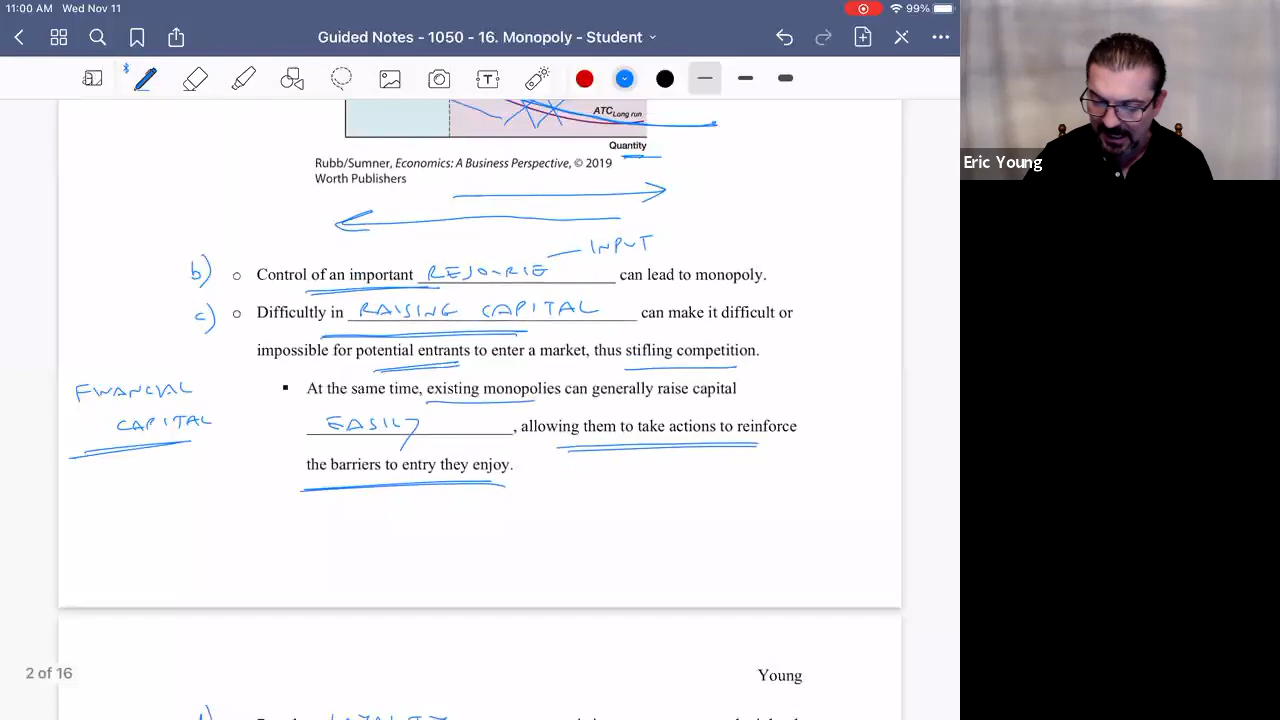 11:00 AM Wed Nov 11
99%
Guided Notes - 1050 - 16. Monopoly - Student
T
ATC Long run
Quantity
Rubb/Sumner, Economics: A Business Perspective, © 2019
Worth Publishers
Eric Young
INPUT
b) ○ Control of an important RESOURCE can lead to monopoly.
c) ○ Difficultly in RAISING CAPITAL can make it difficult or
impossible for potential entrants to enter a market, thus stifling competition.
FINANCIAL
CAPITAL
▪ At the same time, existing monopolies can generally raise capital
EASILY, allowing them to take actions to reinforce
the barriers to entry they enjoy.
2 of 16
Young
d)
LOYALTY